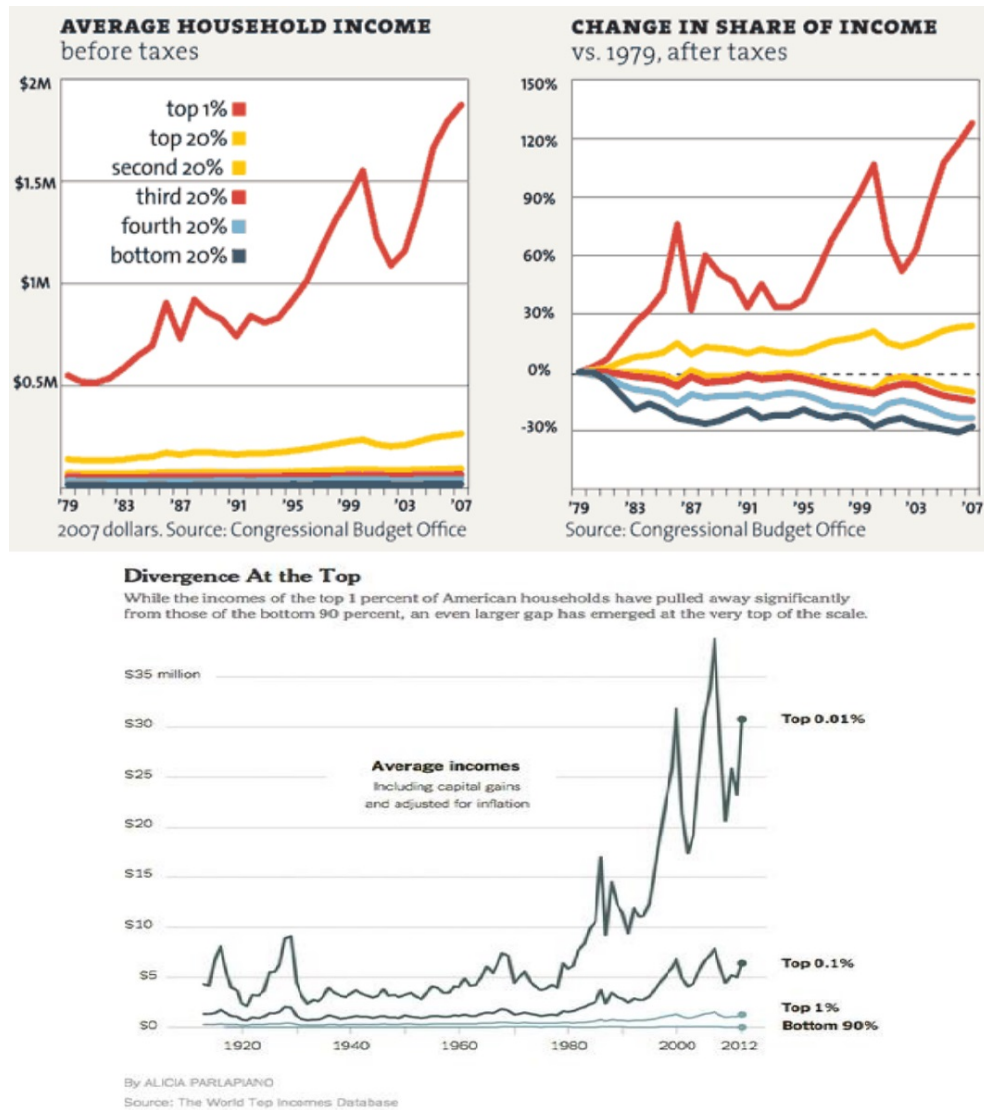 AVERAGE HOUSEHOLD INCOME
before taxes
$2M
top 1%
top 20%
second 20%
$1.5M
third 20%
fourth 20%
bottom 20%
$1M
$0.5M
'79 '83 '87 '91 '95 '99 '03 '07
2007 dollars. Source: Congressional Budget Office
CHANGE IN SHARE OF INCOME
vs. 1979, after taxes
150%
120%
90%
60%
30%
0%
-30%
'79 '83 '87 '91 '95 '99 '03 '07
Source: Congressional Budget Office
Divergence At the Top
While the incomes of the top 1 percent of American households have pulled away significantly
from those of the bottom 90 percent, an even larger gap has emerged at the very top of the scale.
$35 million
$30
Top 0.01%
Average incomes
Including capital gains
and adjusted for inflation
$25
$20
$15
$10
$5
Top 0.1%
Top 1%
$0
Bottom 90%
1920 1940 1960 1980 2000 2012
By ALICIA PARLAPIANO
Source: The World Top Incomes Database